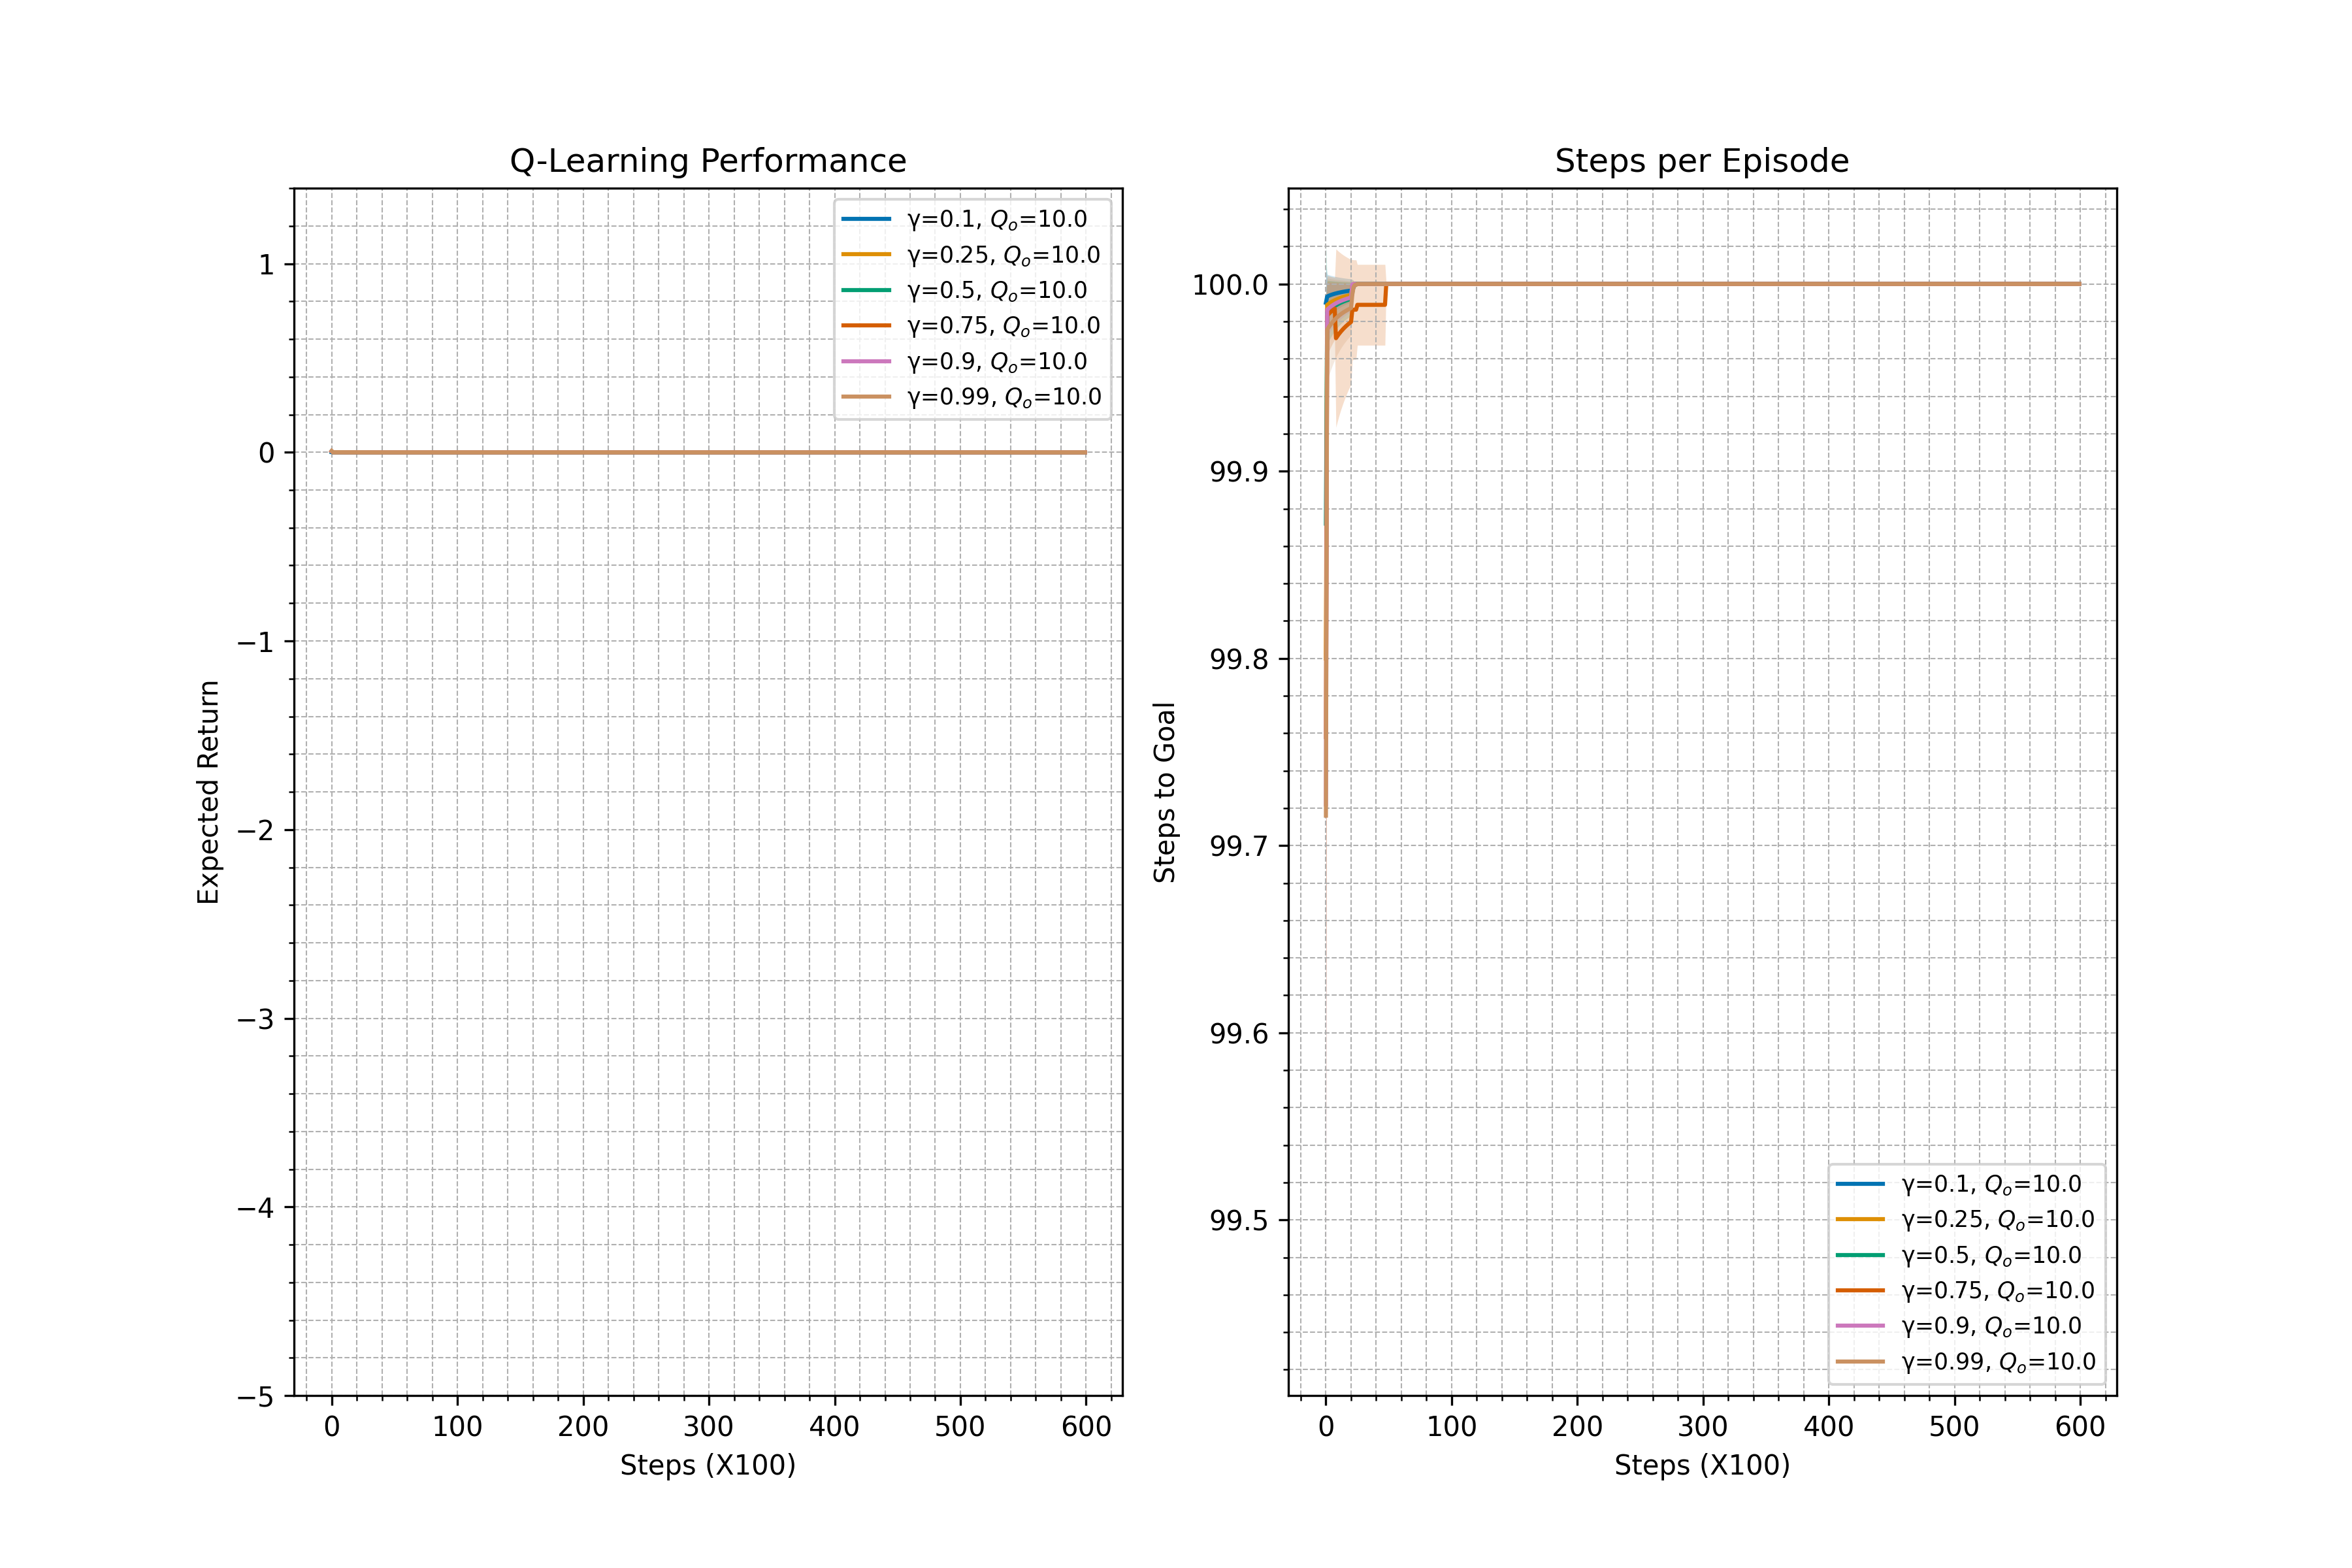 Q-Learning Performance
Expected Return
1
0
−1
−2
−3
−4
−5
0 100 200 300 400 500 600
Steps (X100)
γ=0.1, Qₒ=10.0
γ=0.25, Qₒ=10.0
γ=0.5, Qₒ=10.0
γ=0.75, Qₒ=10.0
γ=0.9, Qₒ=10.0
γ=0.99, Qₒ=10.0
Steps per Episode
Steps to Goal
100.0
99.9
99.8
99.7
99.6
99.5
0 100 200 300 400 500 600
Steps (X100)
γ=0.1, Qₒ=10.0
γ=0.25, Qₒ=10.0
γ=0.5, Qₒ=10.0
γ=0.75, Qₒ=10.0
γ=0.9, Qₒ=10.0
γ=0.99, Qₒ=10.0